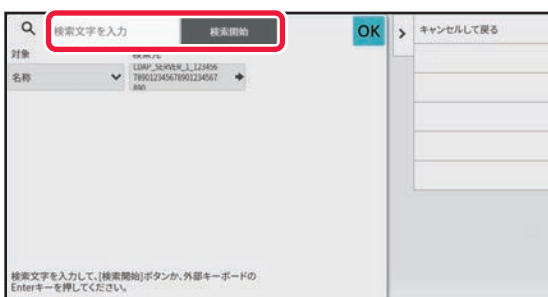 検索文字を入力
検索開始
OK
キャンセルして戻る
対象
検索先
名称
LDAP_SERVER_1_123456
789012345678901234567
890
検索文字を入力して、[検索開始]ボタンか、外部キーボードの
Enterキーを押してください。